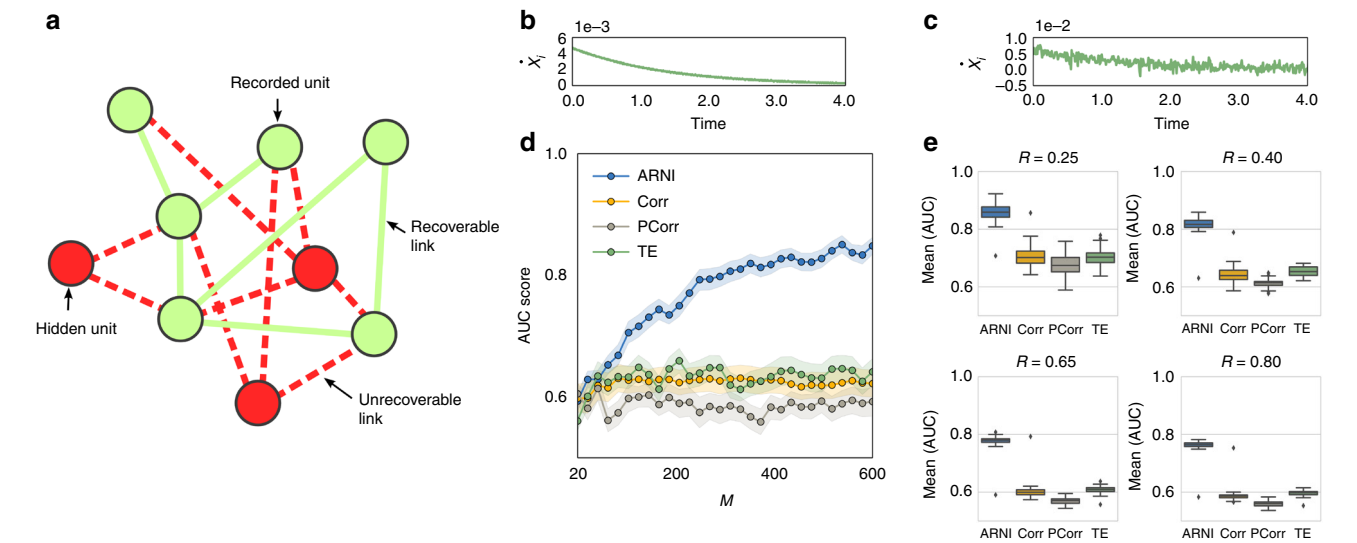 a
Recorded unit
Recoverable
link
Hidden unit
Unrecoverable
link
b
1e–3
Ẋi
6
4
2
0
0.0 1.0 2.0 3.0 4.0
Time
c
1e–2
Ẋi
1.0
0.5
0.0
–0.5
0.0 1.0 2.0 3.0 4.0
Time
d
AUC score
1.0
0.8
0.6
ARNI
Corr
PCorr
TE
20 200 400 600
M
e
R = 0.25
Mean (AUC)
1.0
0.8
0.6
ARNI Corr PCorr TE
R = 0.40
Mean (AUC)
1.0
0.8
0.6
ARNI Corr PCorr TE
R = 0.65
Mean (AUC)
1.0
0.8
0.6
ARNI Corr PCorr TE
R = 0.80
Mean (AUC)
1.0
0.8
0.6
ARNI Corr PCorr TE